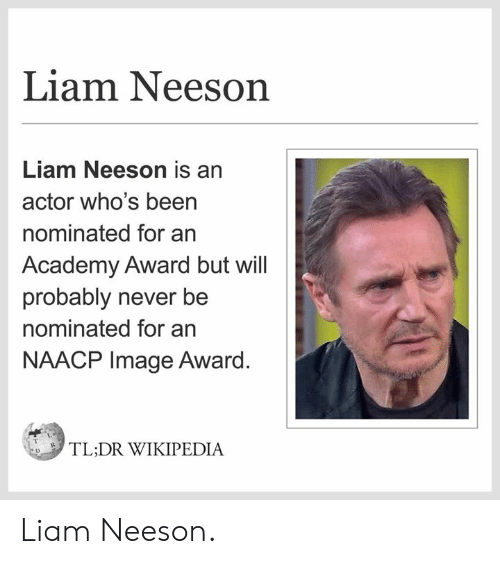 Liam Neeson
Liam Neeson is an
actor who's been
nominated for an
Academy Award but will
probably never be
nominated for an
NAACP Image Award.
TL;DR WIKIPEDIA
Liam Neeson.